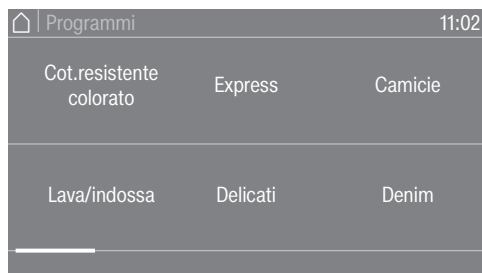 Programmi 11:02
Cot.resistente
colorato
Express
Camicie
Lava/indossa
Delicati
Denim